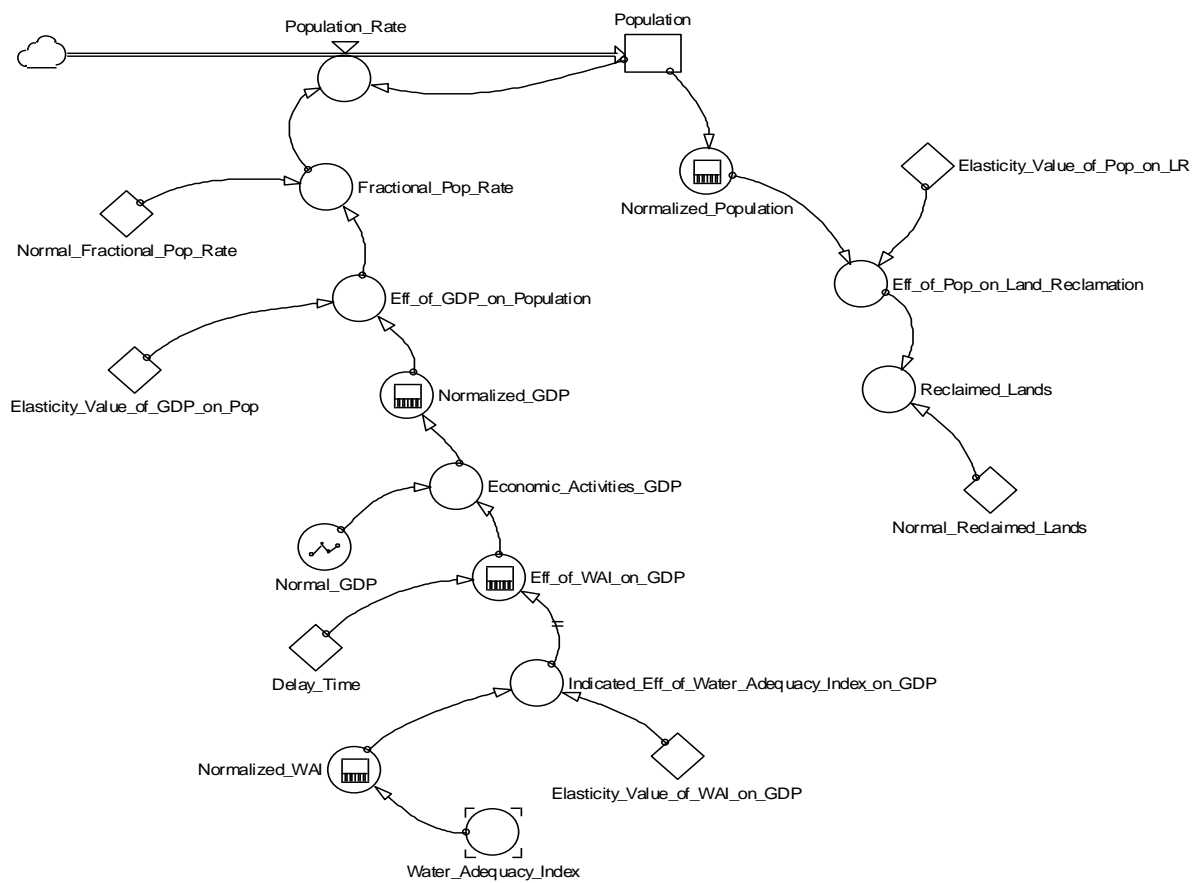 Population
Population_Rate
Elasticity_Value_of_Pop_on_LR
Fractional_Pop_Rate
Normalized_Population
Normal_Fractional_Pop_Rate
Eff_of_Pop_on_Land_Reclamation
Eff_of_GDP_on_Population
Reclaimed_Lands
Normalized_GDP
Elasticity_Value_of_GDP_on_Pop
Economic_Activities_GDP
Normal_Reclaimed_Lands
Normal_GDP
Eff_of_WAI_on_GDP
Delay_Time
Indicated_Eff_of_Water_Adequacy_Index_on_GDP
Normalized_WAI
Elasticity_Value_of_WAI_on_GDP
Water_Adequacy_Index